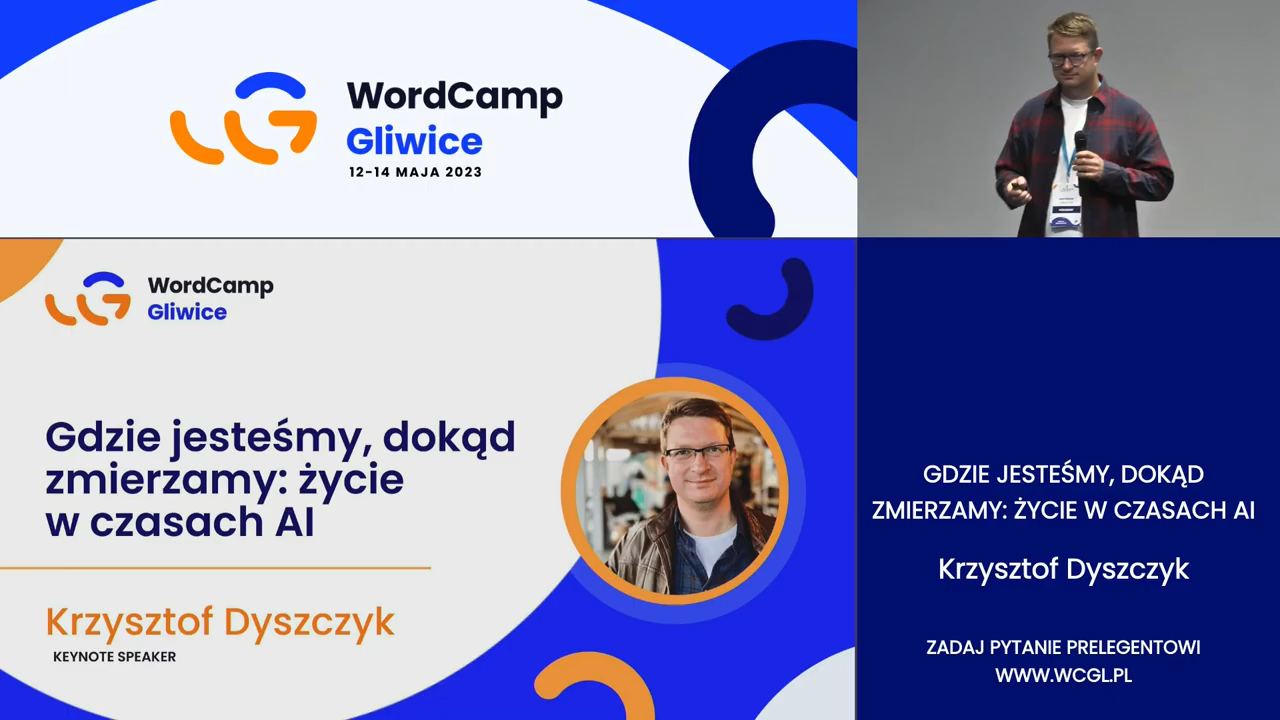 WordCamp
Gliwice
12-14 MAJA 2023
WordCamp
Gliwice
Gdzie jesteśmy, dokąd
zmierzamy: życie
w czasach AI
Krzysztof Dyszczyk
KEYNOTE SPEAKER
GDZIE JESTEŚMY, DOKĄD
ZMIERZAMY: ŻYCIE W CZASACH AI
Krzysztof Dyszczyk
ZADAJ PYTANIE PRELEGENTOWI
WWW.WCGL.PL